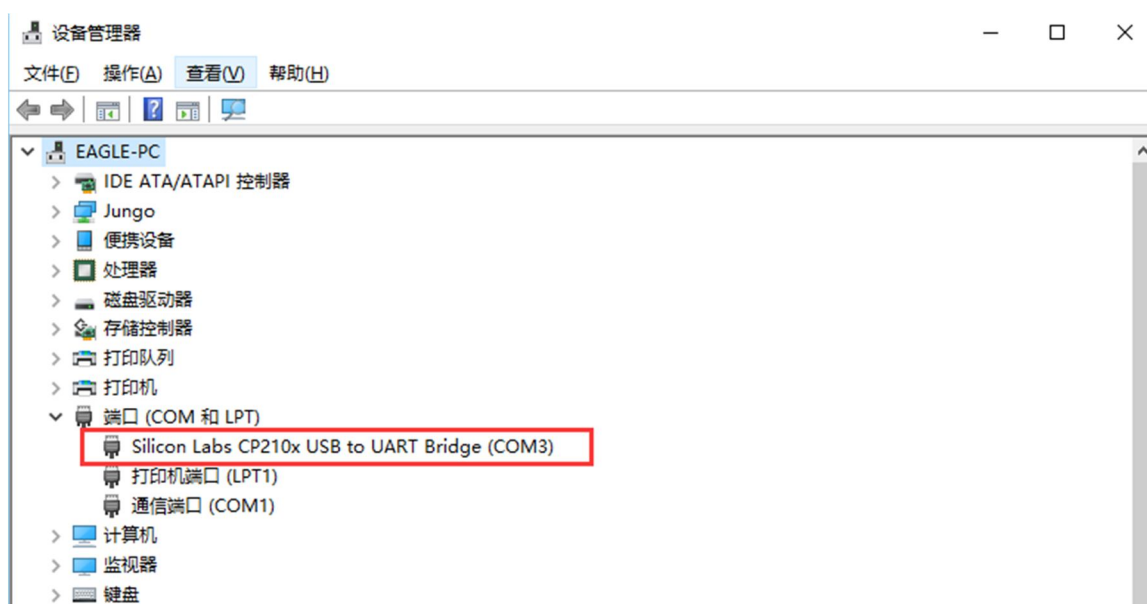 设备管理器
文件(F) 操作(A) 查看(V) 帮助(H)
EAGLE-PC
IDE ATA/ATAPI 控制器
Jungo
便携设备
处理器
磁盘驱动器
存储控制器
打印队列
打印机
端口 (COM 和 LPT)
Silicon Labs CP210x USB to UART Bridge (COM3)
打印机端口 (LPT1)
通信端口 (COM1)
计算机
监视器
键盘